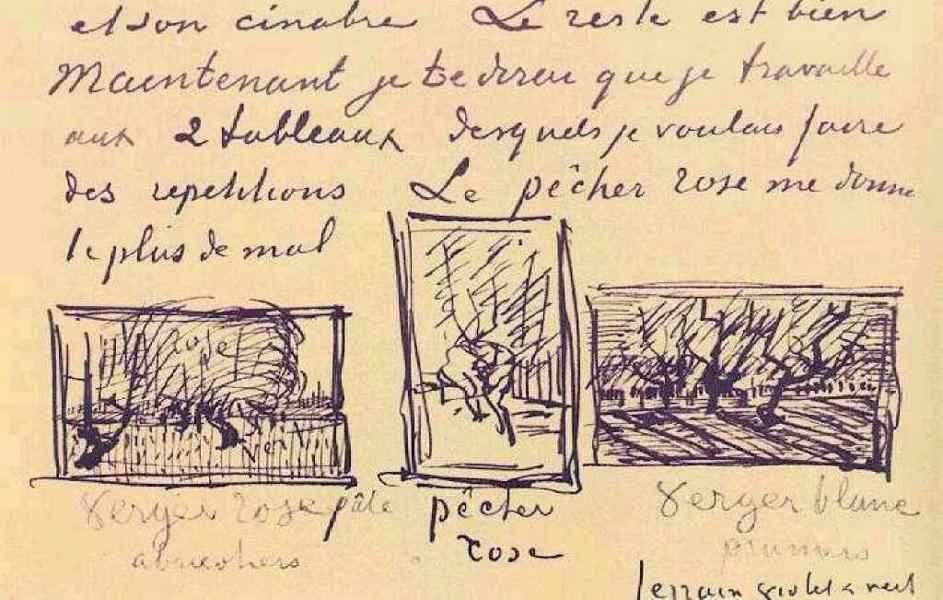 et son cinabre Le reste est bien
Maintenant je te dirai que je travaille
aux 2 tableaux desquels je voulais faire
des repetitions Le pêcher rose me donne
le plus de mal
rose
verger rose pâle
abricotiers
pêcher
rose
verger blanc
pruniers
terrain violet & vert